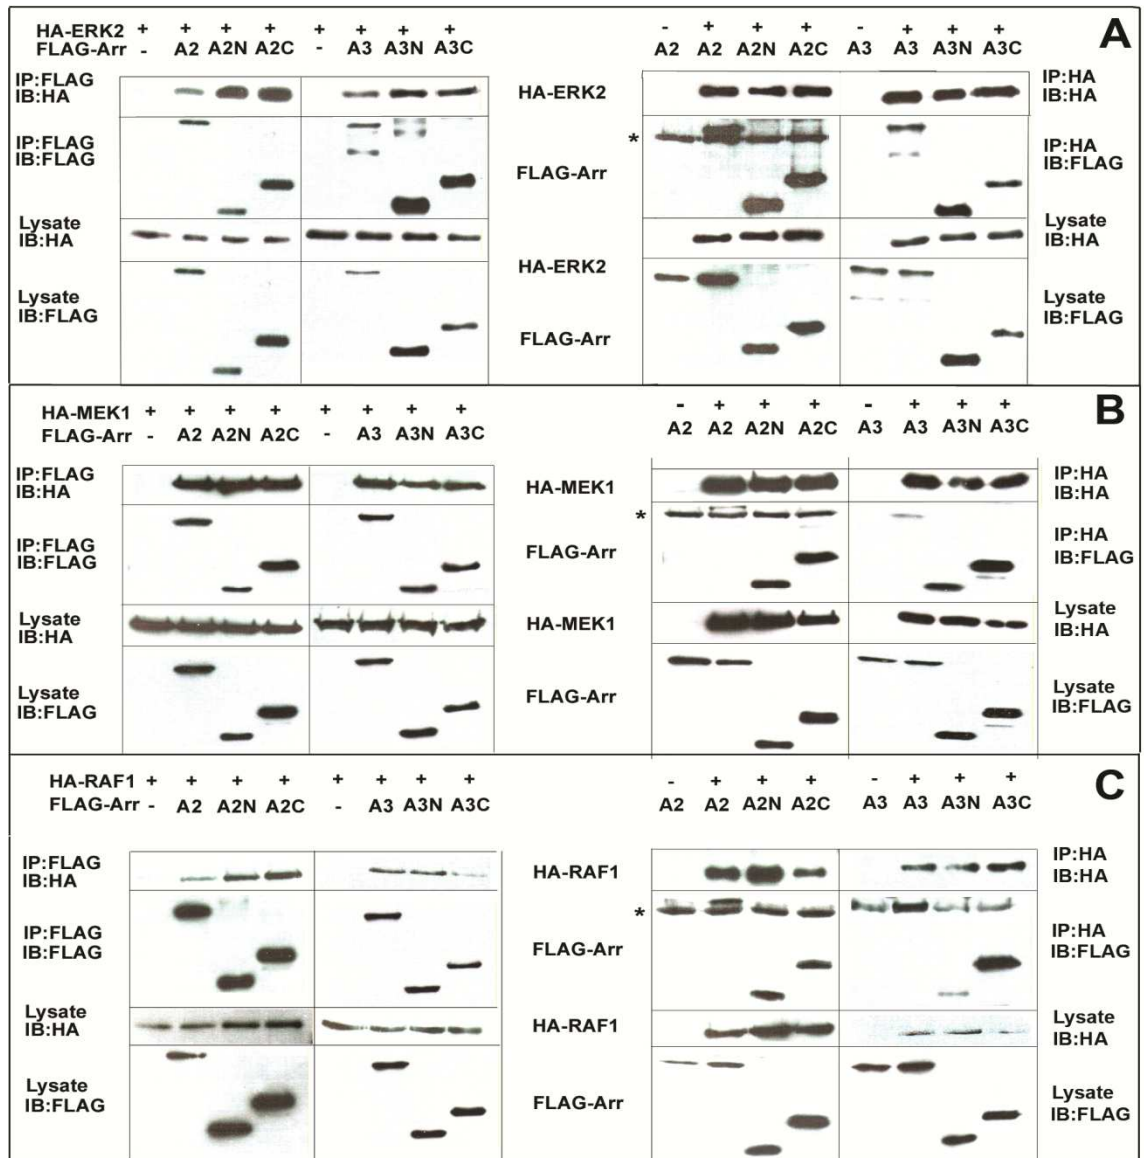 HA-ERK2 + + + + + + + +
FLAG-Arr - A2 A2N A2C - A3 A3N A3C
- + + + - + + +
A2 A2 A2N A2C A3 A3 A3N A3C
A
IP:FLAG
IB:HA
HA-ERK2
IP:HA
IB:HA
IP:FLAG
IB:FLAG
*
FLAG-Arr
IP:HA
IB:FLAG
Lysate
IB:HA
HA-ERK2
Lysate
IB:HA
Lysate
IB:FLAG
FLAG-Arr
Lysate
IB:FLAG
HA-MEK1 + + + + + + + +
FLAG-Arr - A2 A2N A2C - A3 A3N A3C
- + + + - + + +
A2 A2 A2N A2C A3 A3 A3N A3C
B
IP:FLAG
IB:HA
HA-MEK1
IP:HA
IB:HA
IP:FLAG
IB:FLAG
*
FLAG-Arr
IP:HA
IB:FLAG
Lysate
IB:HA
HA-MEK1
Lysate
IB:HA
Lysate
IB:FLAG
FLAG-Arr
Lysate
IB:FLAG
HA-RAF1 + + + + + + + +
FLAG-Arr - A2 A2N A2C - A3 A3N A3C
- + + + - + + +
A2 A2 A2N A2C A3 A3 A3N A3C
C
IP:FLAG
IB:HA
HA-RAF1
IP:HA
IB:HA
IP:FLAG
IB:FLAG
*
FLAG-Arr
IP:HA
IB:FLAG
Lysate
IB:HA
HA-RAF1
Lysate
IB:HA
Lysate
IB:FLAG
FLAG-Arr
Lysate
IB:FLAG